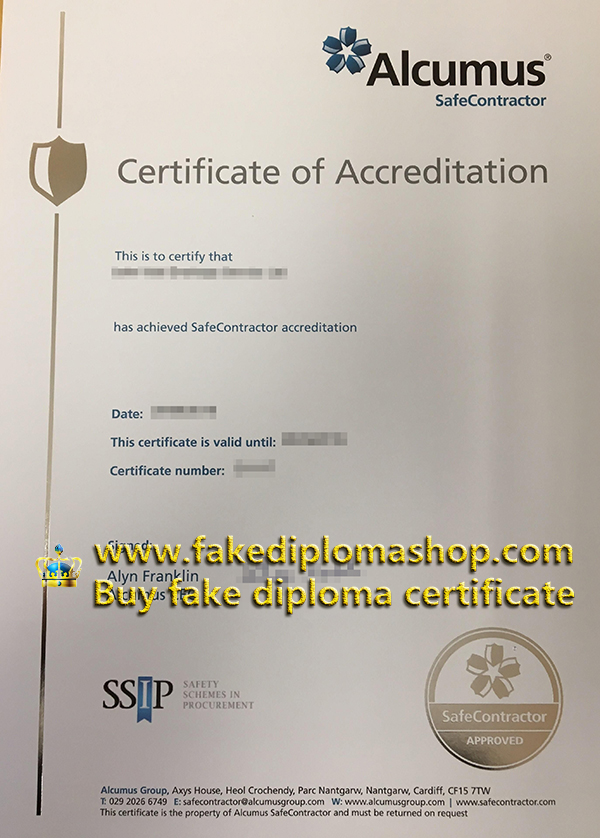 Alcumus®
SafeContractor
Certificate of Accreditation
This is to certify that
has achieved SafeContractor accreditation
Date:
This certificate is valid until:
Certificate number:
Signed:
www.fakediplomashop.com
Alyn Franklin
Buy fake diploma certificate
SSIP
SAFETY
SCHEMES IN
PROCUREMENT
SafeContractor
APPROVED
Alcumus Group, Axys House, Heol Crochendy, Parc Nantgarw, Nantgarw, Cardiff, CF15 7TW
T: 029 2026 6749 E: safecontractor@alcumusgroup.com W: www.alcumusgroup.com | www.safecontractor.com
This certificate is the property of Alcumus SafeContractor and must be returned on request